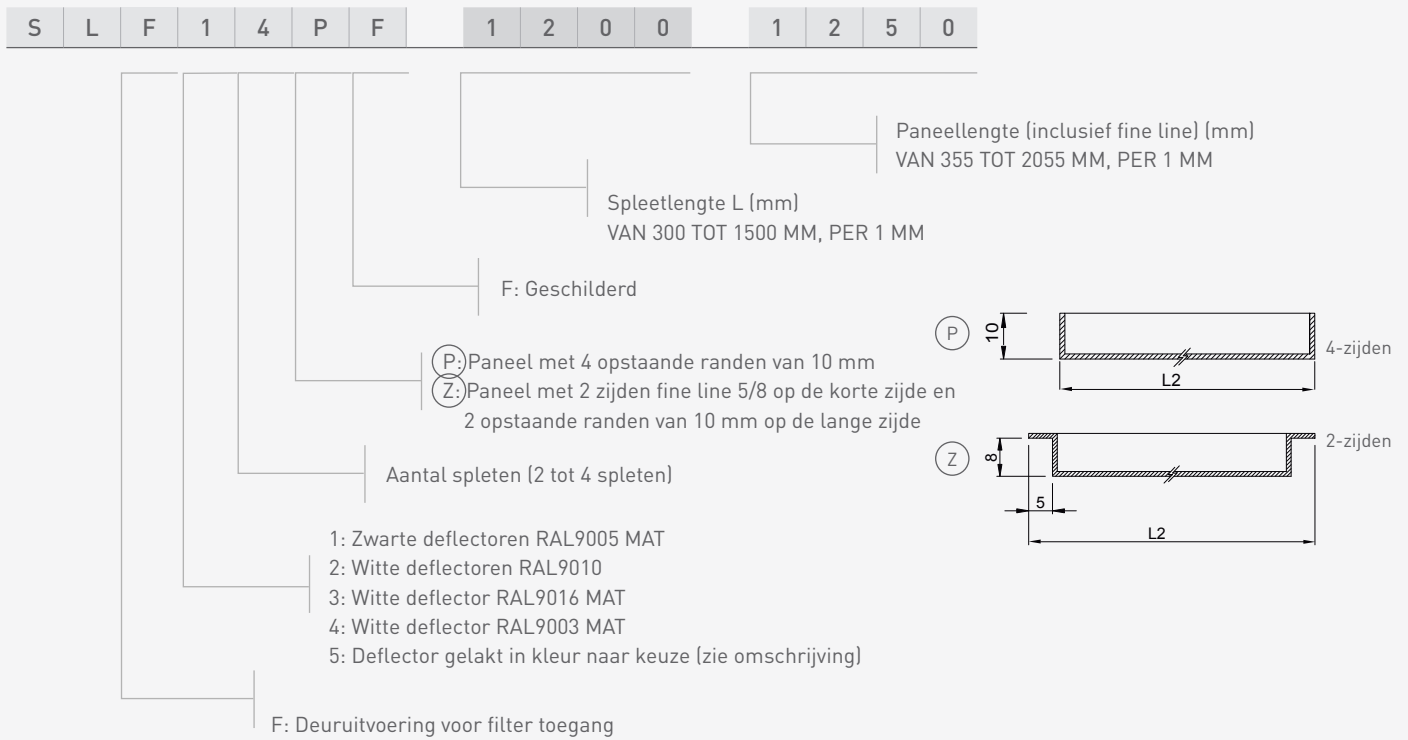 S L F 1 4 P F 1 2 0 0 1 2 5 0
Paneellengte (inclusief fine line) (mm)
VAN 355 TOT 2055 MM, PER 1 MM
Spleetlengte L (mm)
VAN 300 TOT 1500 MM, PER 1 MM
F: Geschilderd
P: Paneel met 4 opstaande randen van 10 mm
Z: Paneel met 2 zijden fine line 5/8 op de korte zijde en
2 opstaande randen van 10 mm op de lange zijde
P
10
4-zijden
L2
Z
8
2-zijden
5
L2
Aantal spleten (2 tot 4 spleten)
1: Zwarte deflectoren RAL9005 MAT
2: Witte deflectoren RAL9010
3: Witte deflector RAL9016 MAT
4: Witte deflector RAL9003 MAT
5: Deflector gelakt in kleur naar keuze (zie omschrijving)
F: Deuruitvoering voor filter toegang